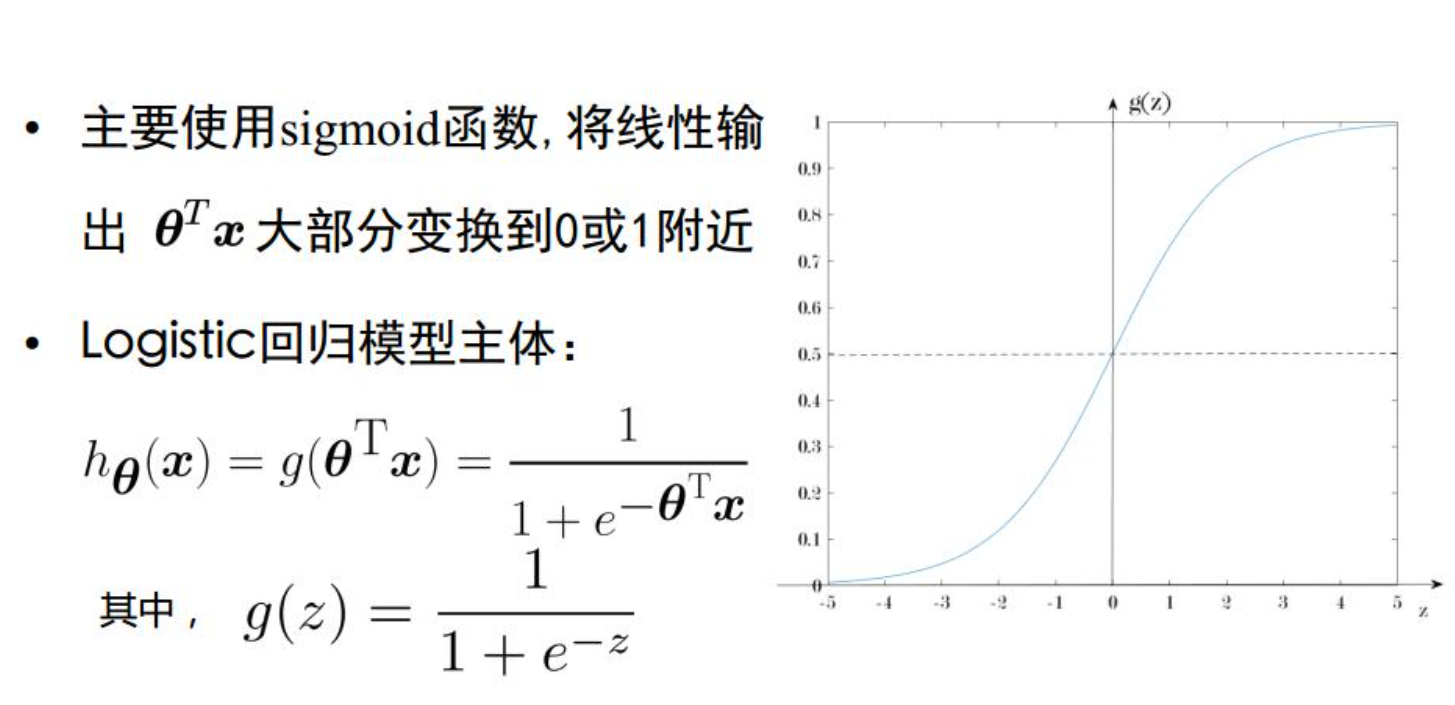 • 主要使用sigmoid函数, 将线性输
出 θ^T x 大部分变换到0或1附近
• Logistic回归模型主体：
h_θ(x) = g(θ^T x) = 1 / (1 + e^{-θ^T x})
其中， g(z) = 1 / (1 + e^{-z})
g(z)
1
0.9
0.8
0.7
0.6
0.5
0.4
0.3
0.2
0.1
0
-5 -4 -3 -2 -1 0 1 2 3 4 5
z